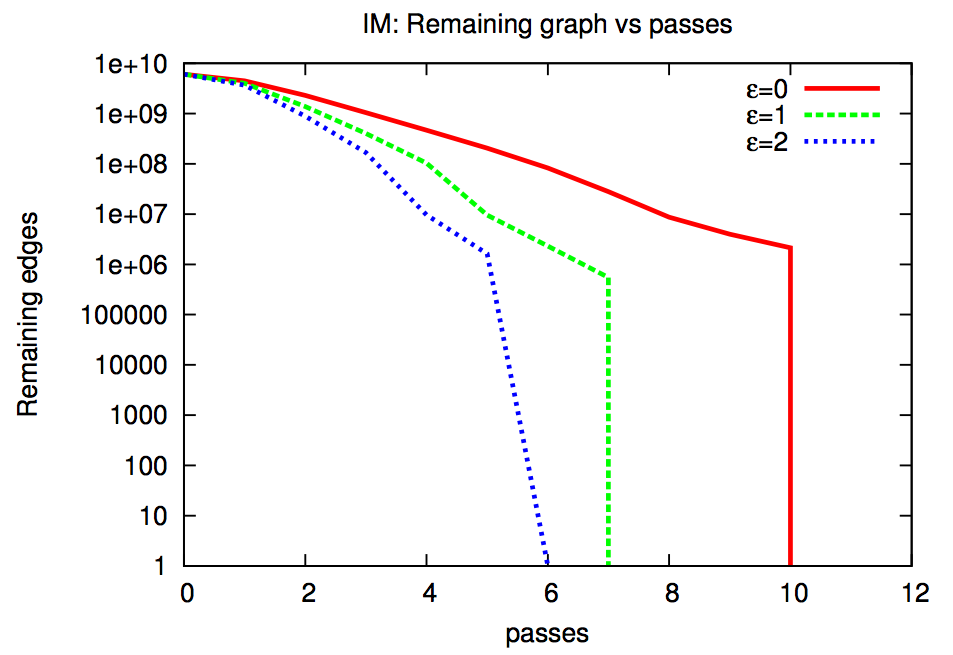 IM: Remaining graph vs passes
1e+10
1e+09
1e+08
1e+07
1e+06
100000
10000
1000
100
10
1
Remaining edges
ε=0
ε=1
ε=2
0 2 4 6 8 10 12
passes